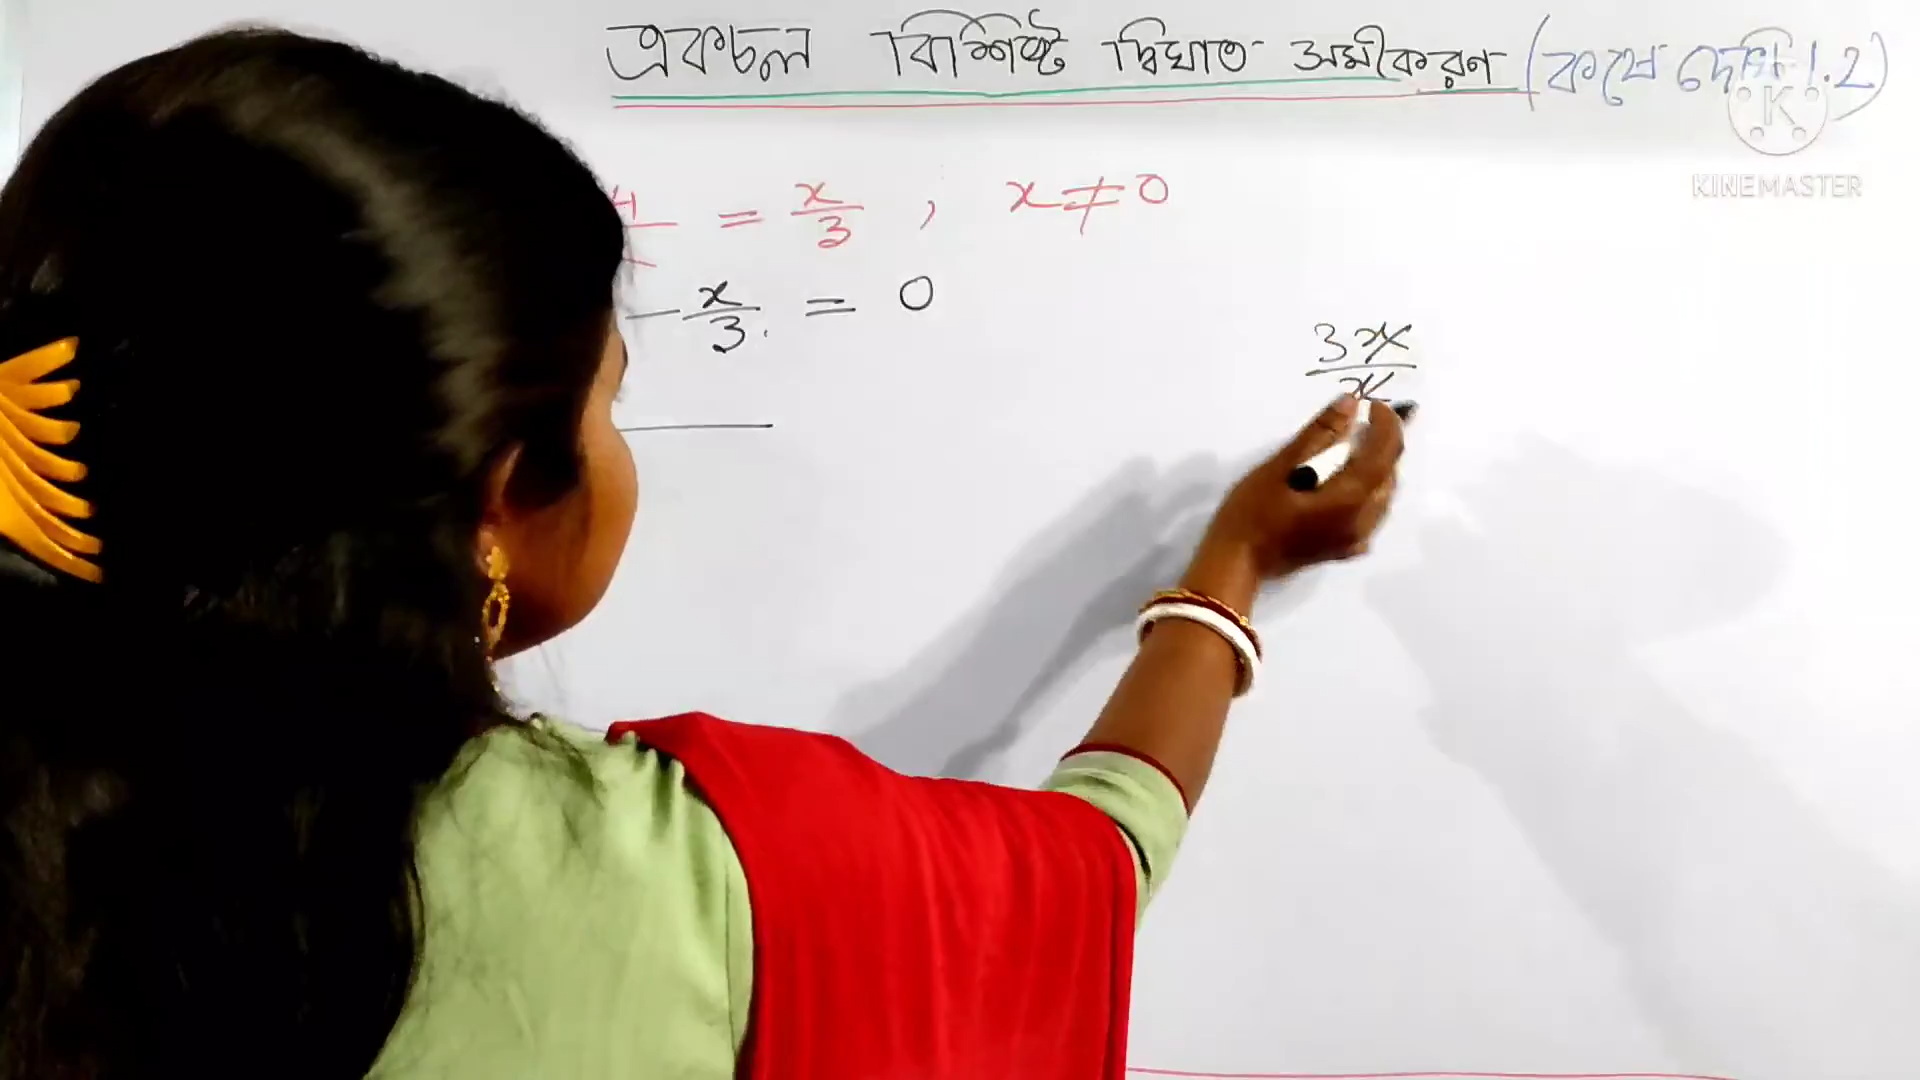 একচল বিশিষ্ট দ্বিঘাত সমীকরণ (কষে দেখি 1.2)
K
KINEMASTER
= x/3 , x ≠ 0
- x/3 = 0
3x/x